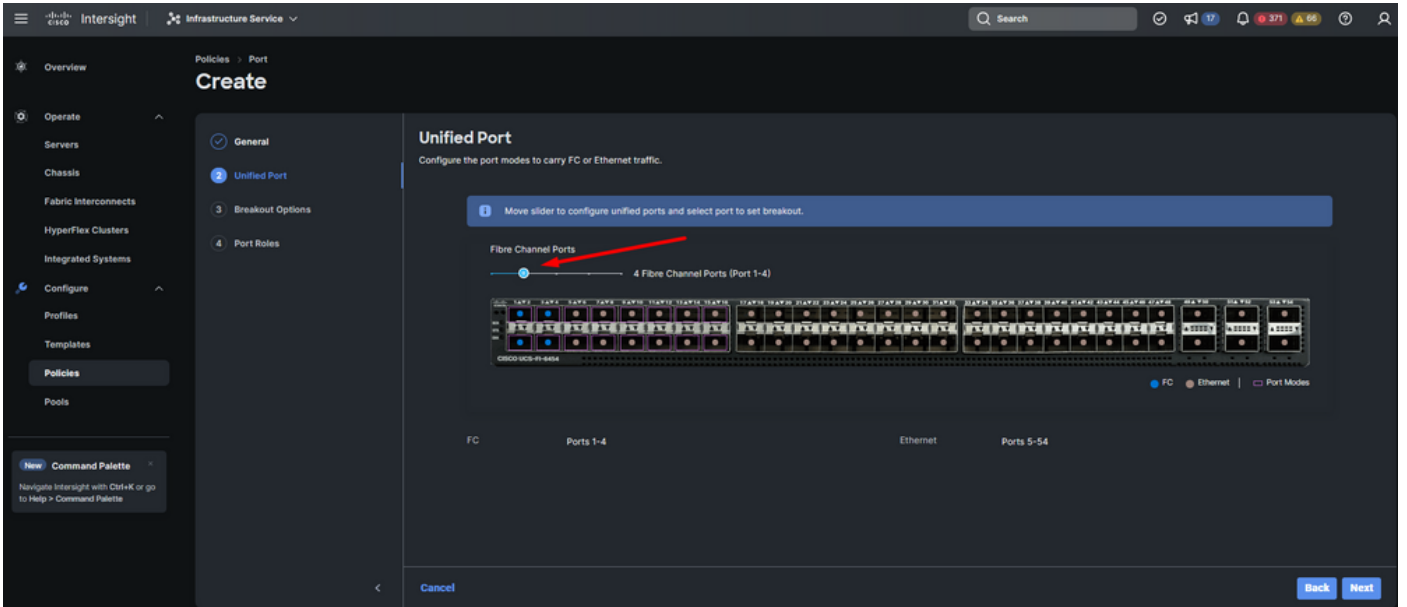 cisco Intersight
Infrastructure Service
Search
17
371
66
Overview
Operate
Servers
Chassis
Fabric Interconnects
HyperFlex Clusters
Integrated Systems
Configure
Profiles
Templates
Policies
Pools
New Command Palette
Navigate Intersight with Ctrl+K or go
to Help > Command Palette
Policies > Port
Create
General
2 Unified Port
3 Breakout Options
4 Port Roles
Unified Port
Configure the port modes to carry FC or Ethernet traffic.
Move slider to configure unified ports and select port to set breakout.
Fibre Channel Ports
4 Fibre Channel Ports (Port 1-4)
CISCO UCS-FI-6454
FC Ethernet | Port Modes
FC Ports 1-4 Ethernet Ports 5-54
Cancel
Back Next